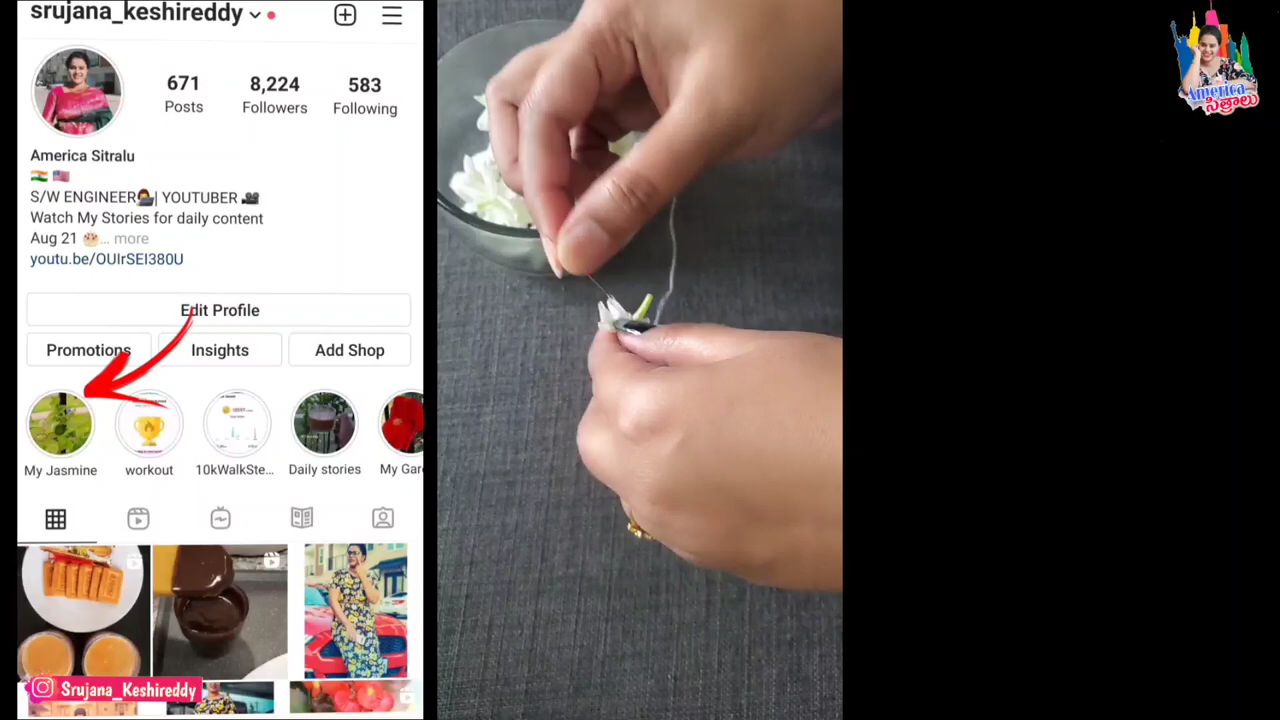 srujana_keshireddy
671
8,224
583
Posts
Followers
Following
America Sitralu
S/W ENGINEER | YOUTUBER
Watch My Stories for daily content
Aug 21 ... more
youtu.be/OUIrSEI380U
Edit Profile
Promotions
Insights
Add Shop
My Jasmine
workout
10kWalkSte...
Daily stories
My Gar
Srujana_Keshireddy
America
సిత్రాలు